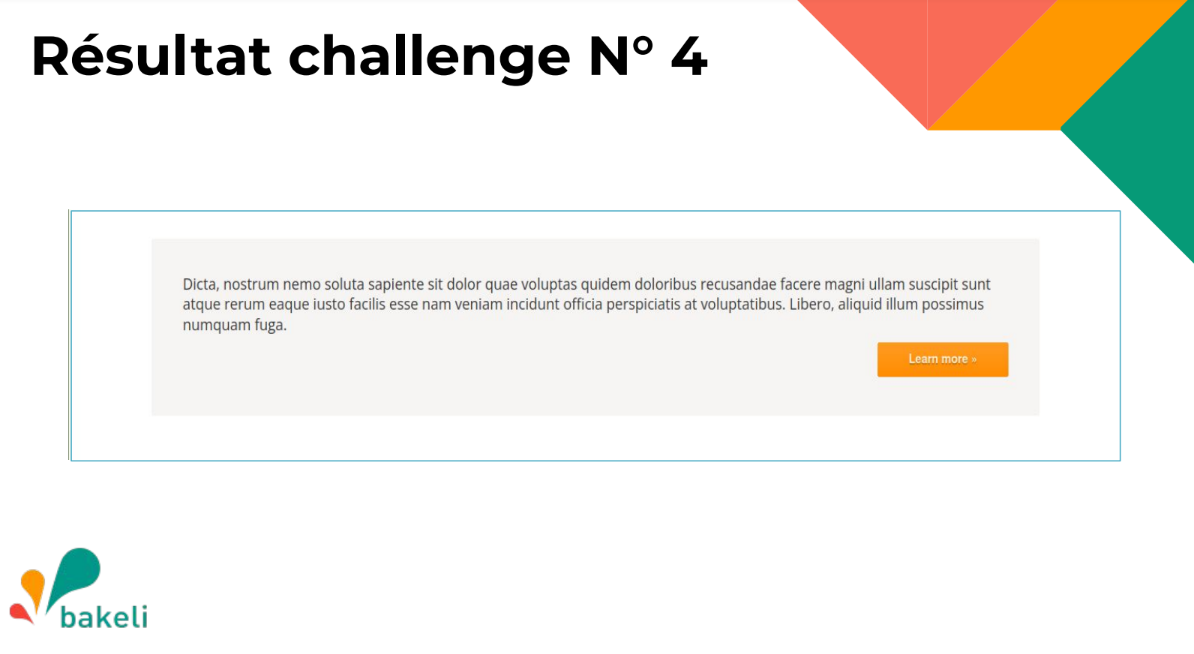 Résultat challenge N° 4
Dicta, nostrum nemo soluta sapiente sit dolor quae voluptas quidem doloribus recusandae facere magni ullam suscipit sunt
atque rerum eaque iusto facilis esse nam veniam incidunt officia perspiciatis at voluptatibus. Libero, aliquid illum possimus
numquam fuga.
Learn more »
bakeli